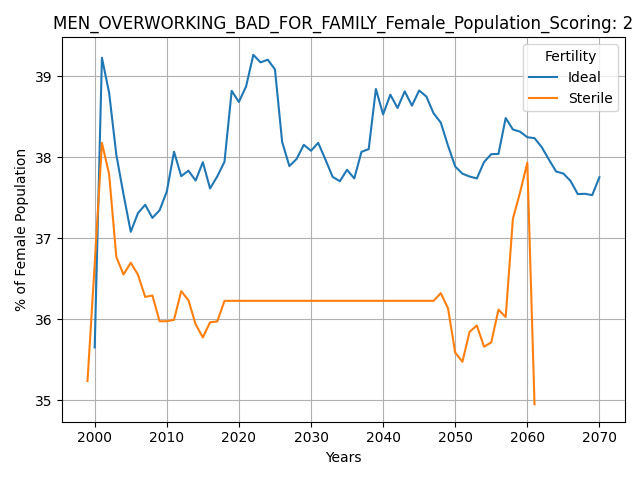 MEN_OVERWORKING_BAD_FOR_FAMILY_Female_Population_Scoring: 2
Fertility
Ideal
Sterile
39
38
37
36
35
% of Female Population
2000 2010 2020 2030 2040 2050 2060 2070
Years